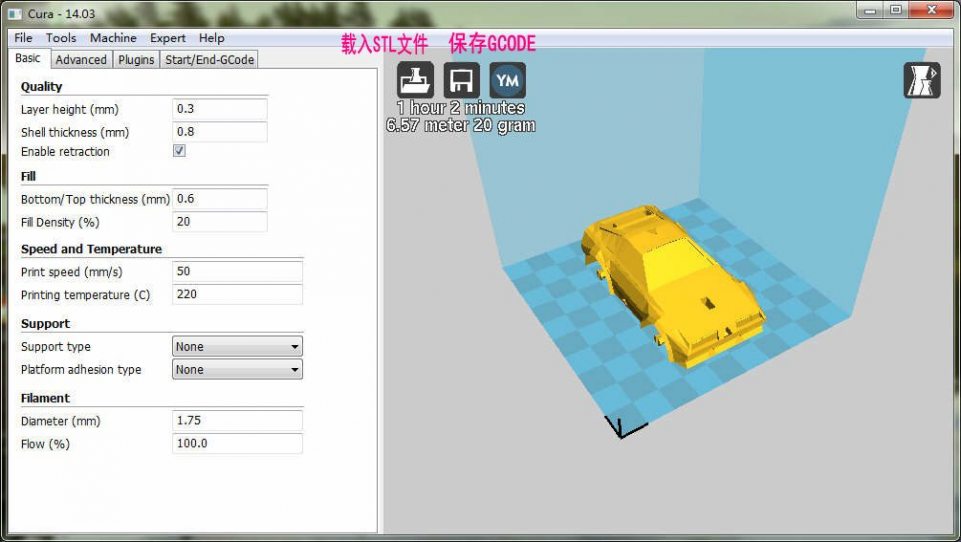 Cura - 14.03
File Tools Machine Expert Help
载入STL文件 保存GCODE
Basic Advanced Plugins Start/End-GCode
YM
1 hour 2 minutes
6.57 meter 20 gram
Quality
Layer height (mm) 0.3
Shell thickness (mm) 0.8
Enable retraction
Fill
Bottom/Top thickness (mm) 0.6
Fill Density (%) 20
Speed and Temperature
Print speed (mm/s) 50
Printing temperature (C) 220
Support
Support type None
Platform adhesion type None
Filament
Diameter (mm) 1.75
Flow (%) 100.0